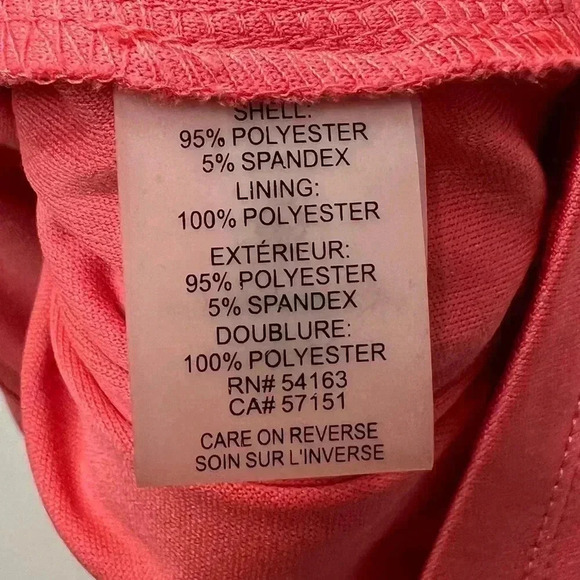 SHELL:
95% POLYESTER
5% SPANDEX
LINING:
100% POLYESTER
EXTÉRIEUR:
95% POLYESTER
5% SPANDEX
DOUBLURE:
100% POLYESTER
RN# 54163
CA# 57151
CARE ON REVERSE
SOIN SUR L'INVERSE